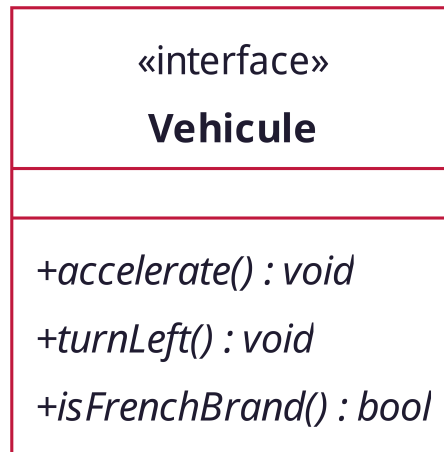 «interface»
Vehicule
+accelerate() : void
+turnLeft() : void
+isFrenchBrand() : bool